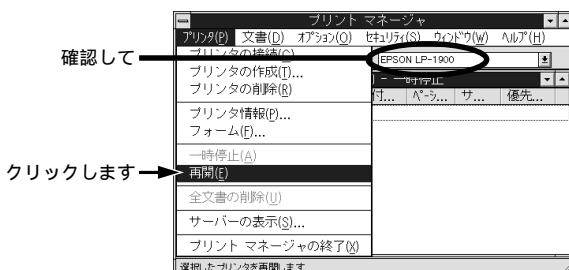 プリント マネージャ
プリンタ(P) 文書(D) オプション(O) セキュリティ(S) ウィンドウ(W) ヘルプ(H)
確認して
プリンタの接続(C)...
EPSON LP-1900
プリンタの作成(T)...
- 一時停止
プリンタの削除(R)
付... ページ... サ... 優先...
プリンタ情報(P)...
フォーム(F)...
一時停止(A)
クリックします
再開(E)
全文書の削除(U)
サーバーの表示(S)...
プリント マネージャの終了(X)
選択したプリンタを再開します